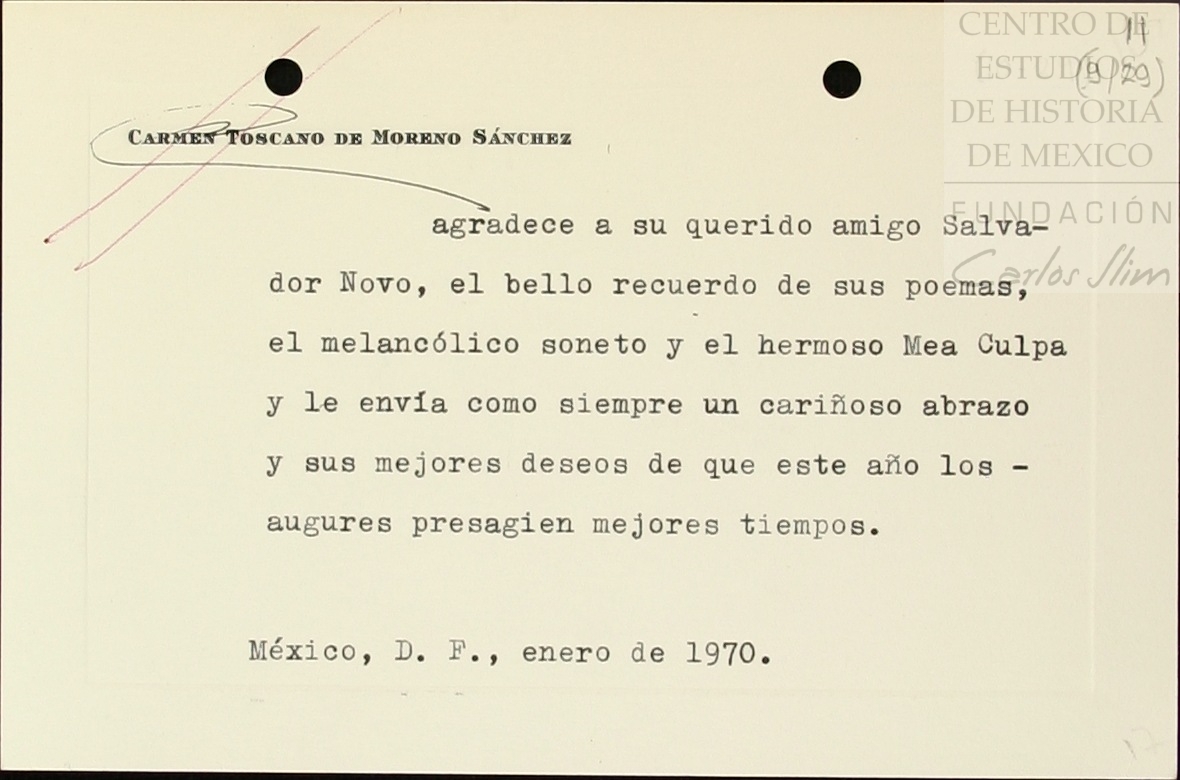 CENTRO DE
ESTUDIOS
DE HISTORIA
DE MEXICO
FUNDACIÓN
Carlos Slim
11
(9/29)
CARMEN TOSCANO DE MORENO SÁNCHEZ
agradece a su querido amigo Salva-
dor Novo, el bello recuerdo de sus poemas,
el melancólico soneto y el hermoso Mea Culpa
y le envía como siempre un cariñoso abrazo
y sus mejores deseos de que este año los -
augures presagien mejores tiempos.
México, D. F., enero de 1970.